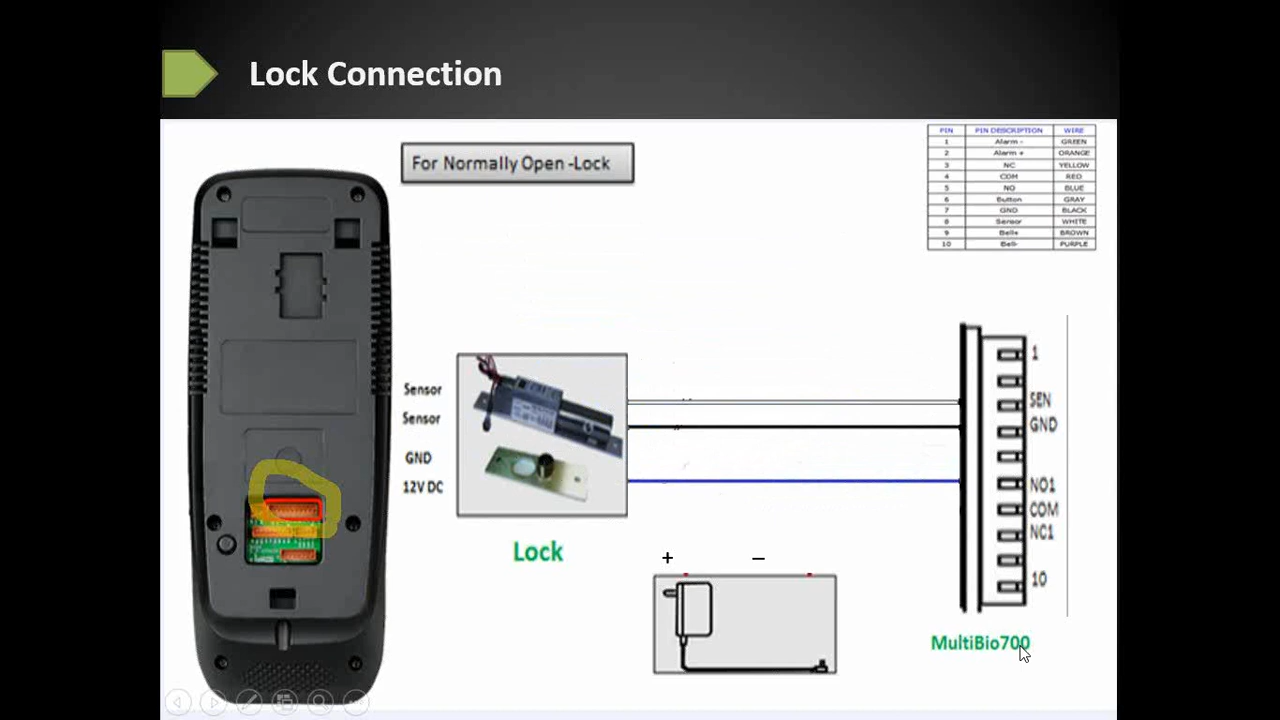 Lock Connection
For Normally Open -Lock
PIN PIN DESCRIPTION WIRE
1 Alarm - GREEN
2 Alarm + ORANGE
3 NC YELLOW
4 COM RED
5 NO BLUE
6 Button GRAY
7 GND BLACK
8 Sensor WHITE
9 Bell+ BROWN
10 Bell- PURPLE
Sensor
Sensor
GND
12V DC
Lock
+ –
1
SEN
GND
NO1
COM
NC1
10
MultiBio700